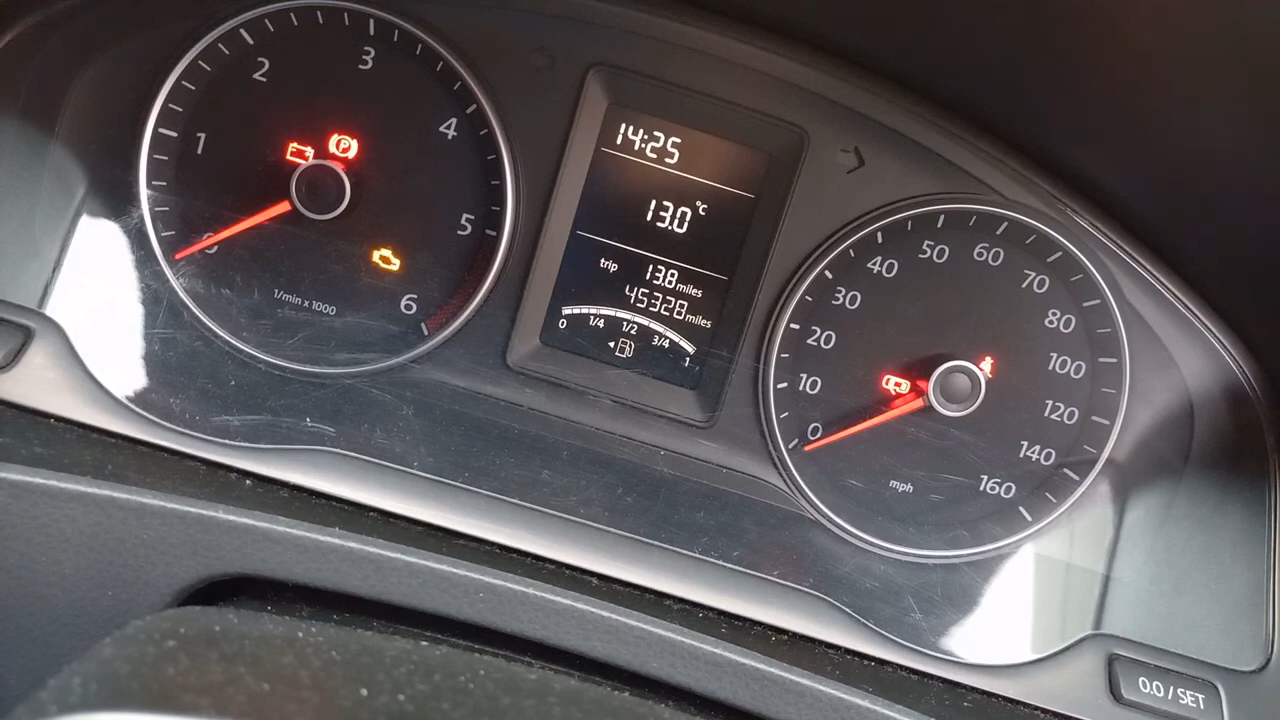 0
1
2
3
4
5
6
P
1/min x 1000
14:25
13.0 °C
trip 13.8 miles
45328 miles
0 1/4 1/2 3/4 1
0
10
20
30
40
50
60
70
80
100
120
140
160
mph
0.0 / SET